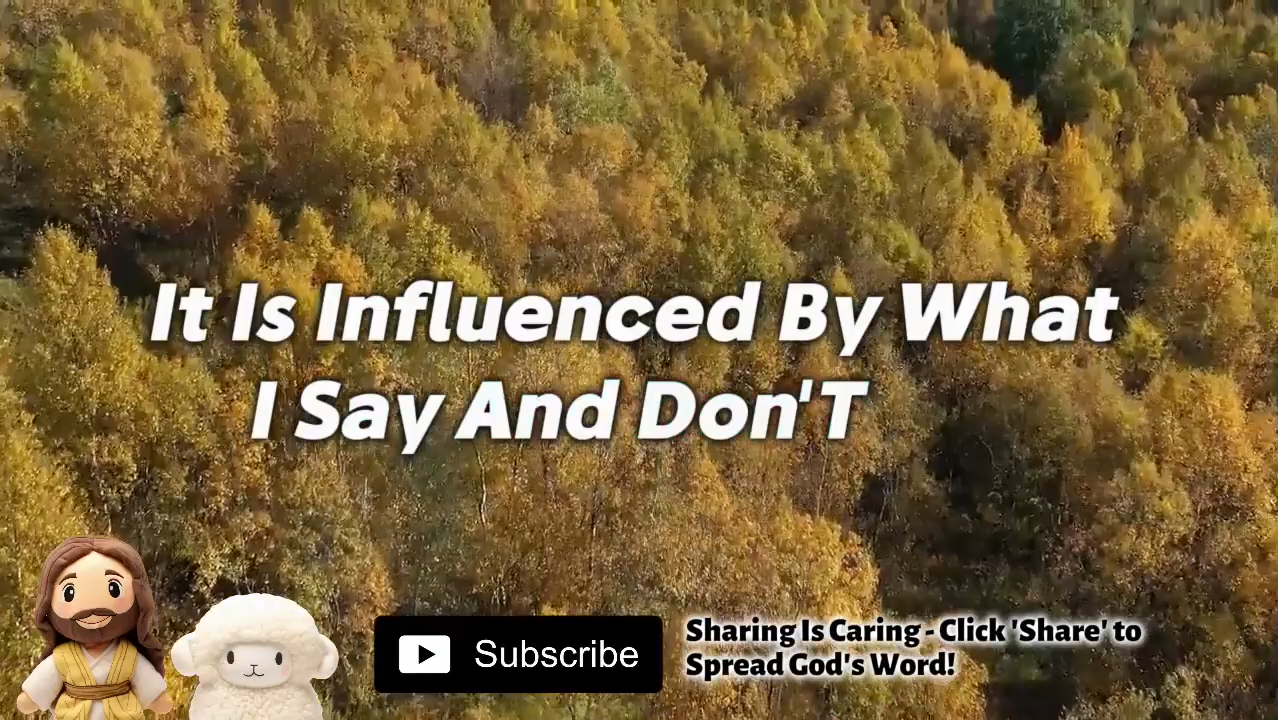 It Is Influenced By What
I Say And Don'T
Subscribe
Sharing Is Caring - Click 'Share' to
Spread God's Word!